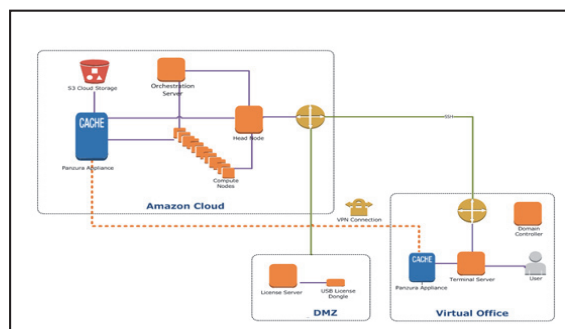 S3 Cloud Storage
Orchestration
Server
CACHE
Panzura Appliance
Head Node
Compute
Nodes
Amazon Cloud
SSH
VPN Connection
Domain
Controller
CACHE
Panzura Appliance
Terminal Server
User
Virtual Office
License Server
USB License
Dongle
DMZ